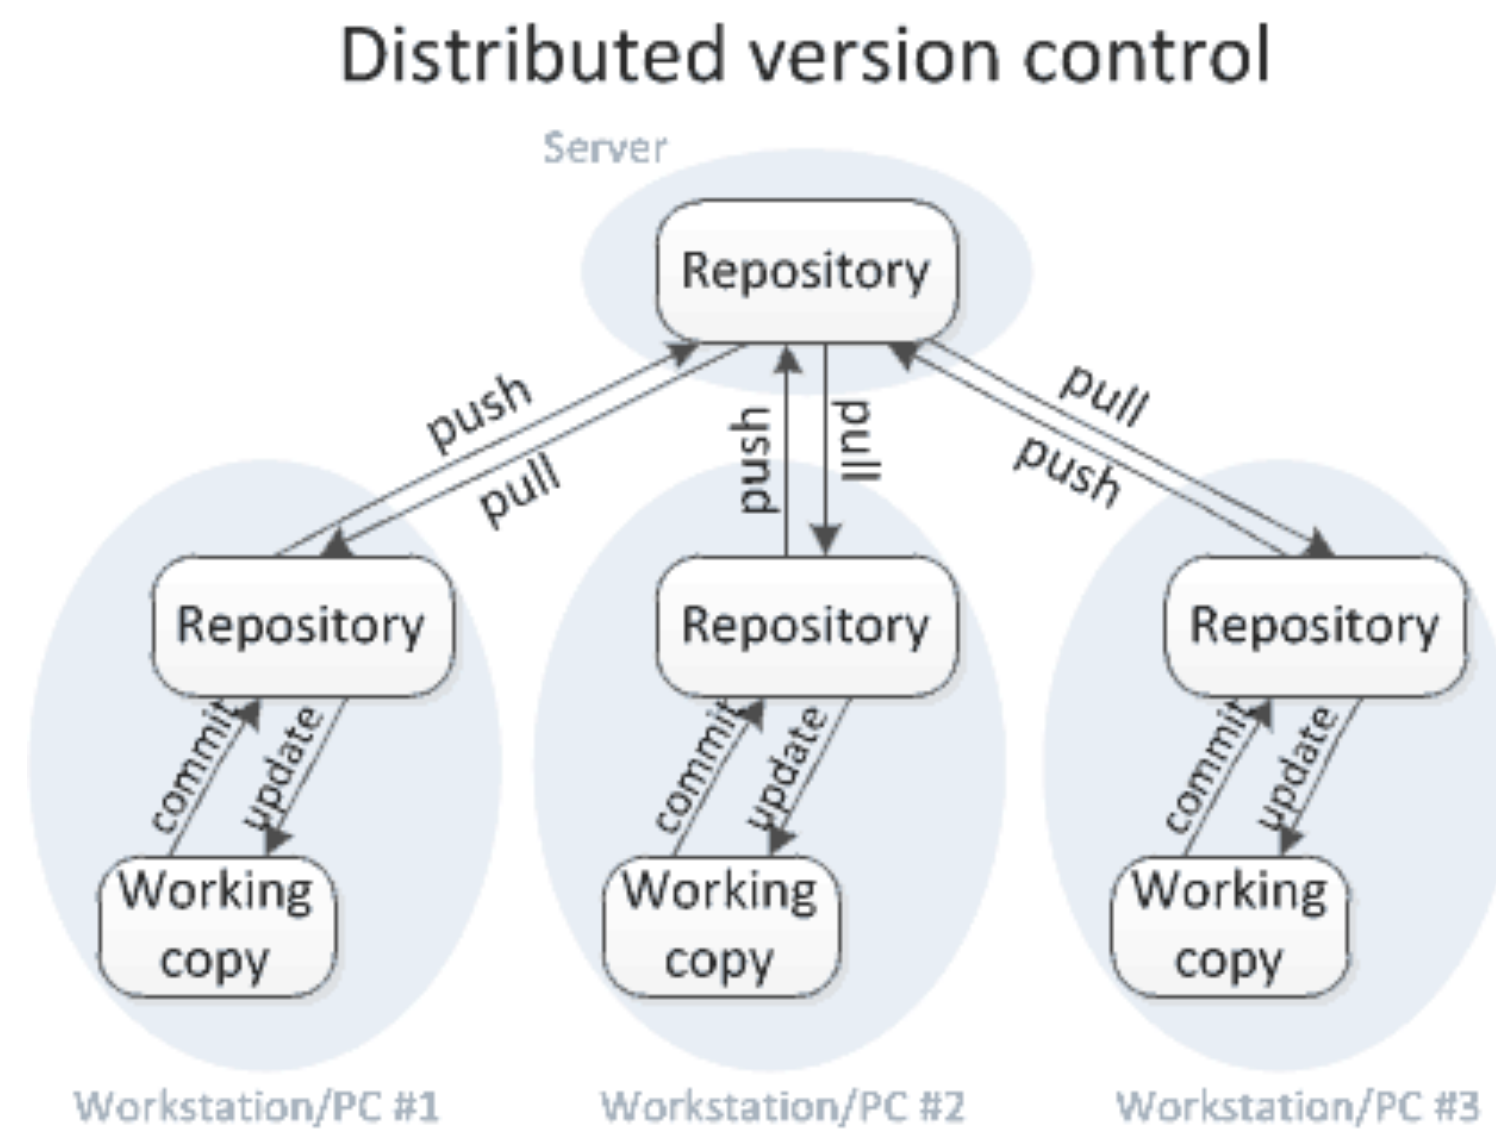 Distributed version control
Server
Repository
push
pull
push
pull
pull
push
Repository
Repository
Repository
commit
update
commit
update
commit
update
Working
copy
Working
copy
Working
copy
Workstation/PC #1
Workstation/PC #2
Workstation/PC #3